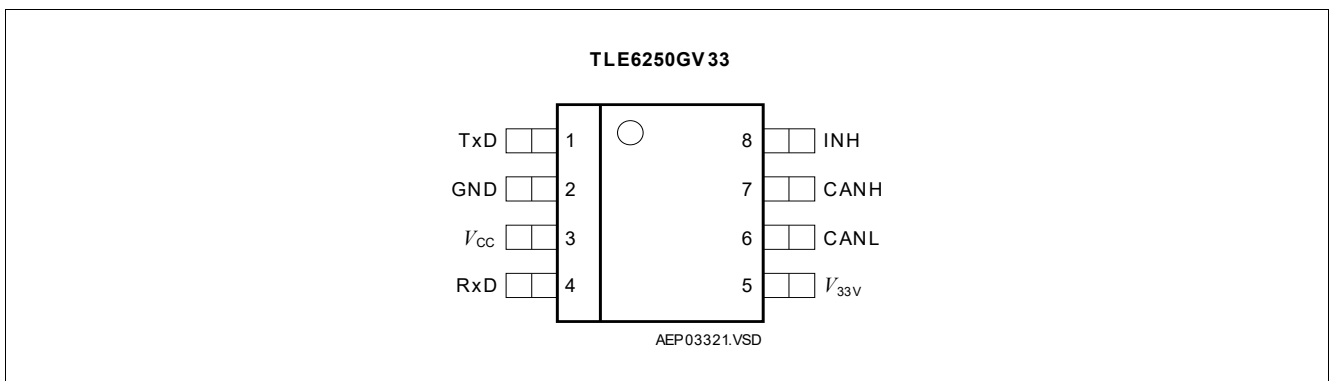 TLE6250GV33
TxD 1 8 INH
GND 2 7 CANH
VCC 3 6 CANL
RxD 4 5 V33V
AEP03321.VSD